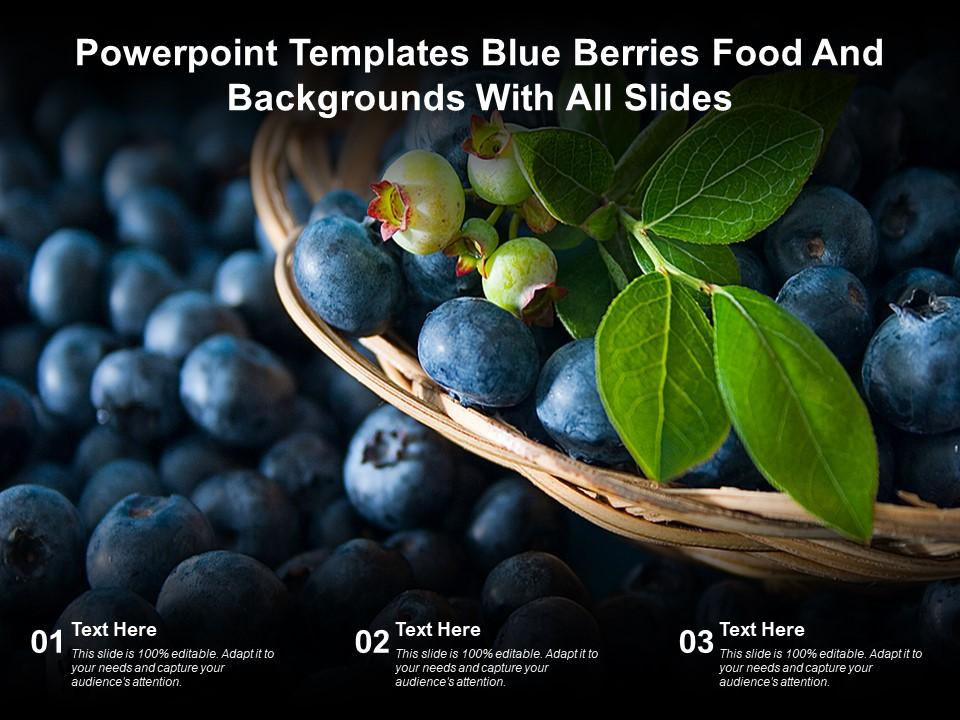 Powerpoint Templates Blue Berries Food And
Backgrounds With All Slides
01
Text Here
This slide is 100% editable. Adapt it to
your needs and capture your
audience's attention.
02
Text Here
This slide is 100% editable. Adapt it to
your needs and capture your
audience's attention.
03
Text Here
This slide is 100% editable. Adapt it to
your needs and capture your
audience's attention.